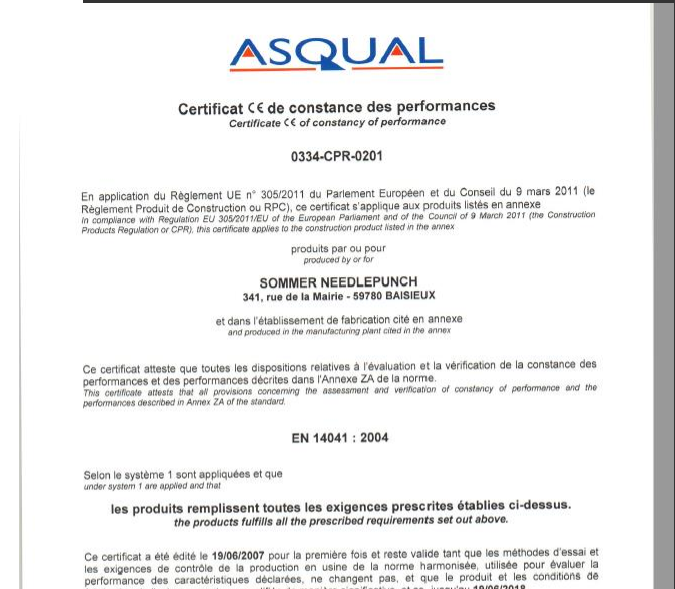 ASQUAL
Certificat CE de constance des performances
Certificate CE of constancy of performance
0334-CPR-0201
En application du Règlement UE n° 305/2011 du Parlement Européen et du Conseil du 9 mars 2011 (le
Règlement Produit de Construction ou RPC), ce certificat s'applique aux produits listés en annexe
In compliance with Regulation EU 305/2011/EU of the European Parliament and of the Council of 9 March 2011 (the Construction
Products Regulation or CPR), this certificate applies to the construction product listed in the annex
produits par ou pour
produced by or for
SOMMER NEEDLEPUNCH
341, rue de la Mairie - 59780 BAISIEUX
et dans l'établissement de fabrication cité en annexe
and produced in the manufacturing plant cited in the annex
Ce certificat atteste que toutes les dispositions relatives à l'évaluation et la vérification de la constance des
performances et des performances décrites dans l'Annexe ZA de la norme.
This certificate attests that all provisions concerning the assessment and verification of constancy of performance and the
performances described in Annex ZA of the standard.
EN 14041 : 2004
Selon le système 1 sont appliquées et que
under system 1 are applied and that
les produits remplissent toutes les exigences prescrites établies ci-dessus.
the products fulfills all the prescribed requirements set out above.
Ce certificat a été édité le 19/06/2007 pour la première fois et reste valide tant que les méthodes d'essai et
les exigences de contrôle de la production en usine de la norme harmonisée, utilisée pour évaluer la
performance des caractéristiques déclarées, ne changent pas, et que le produit et les conditions de